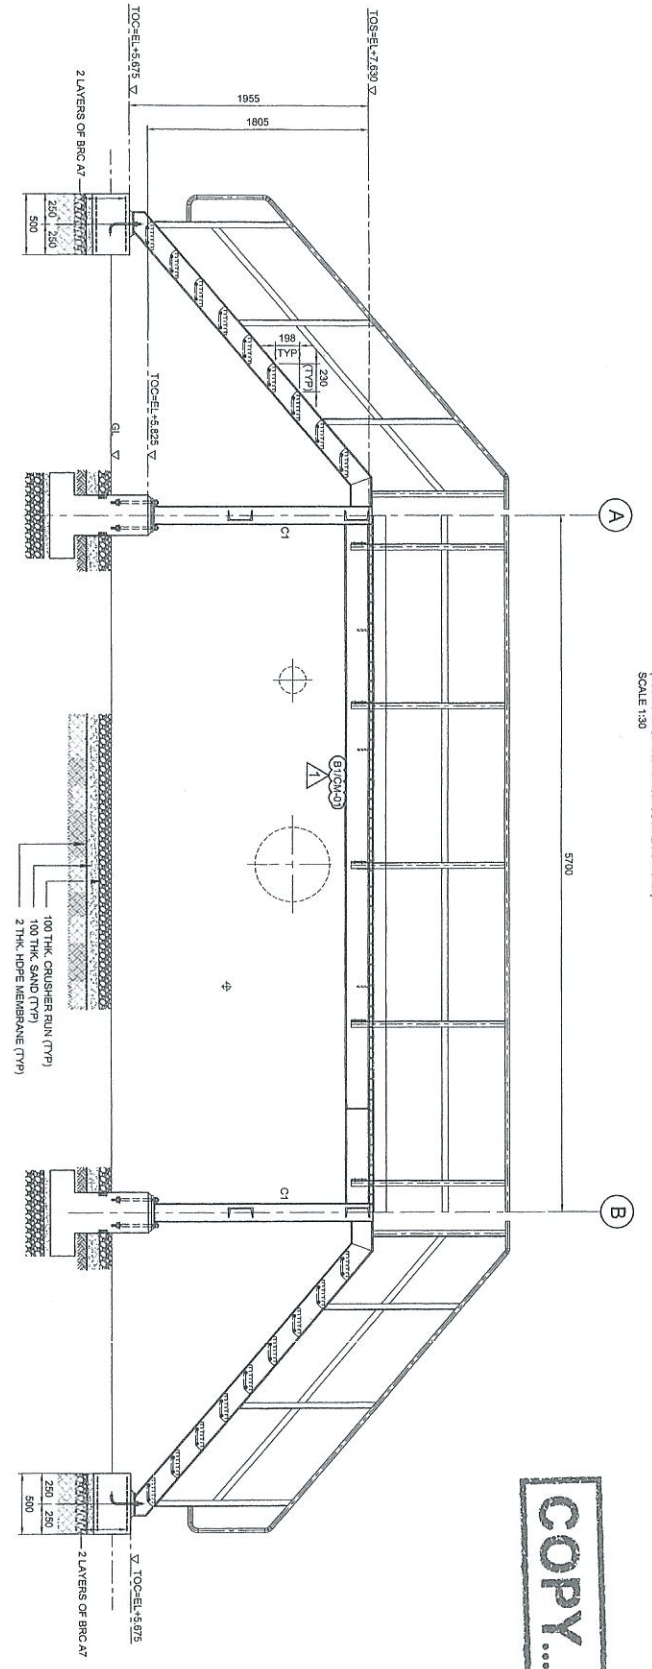 SCALE 1:30
A
B
5700
TOS=EL+7.630
TOC=EL+5.675
1955
1805
2 LAYERS OF BRC A7
250
250
500
198
(TYP)
230
(TYP)
TOC=EL+5.825
GL
C1
B1/CM-01
1
C1
100 THK. CRUSHER RUN (TYP)
100 THK. SAND (TYP)
2 THK. HDPE MEMBRANE (TYP)
TOC=EL+5.675
2 LAYERS OF BRC A7
250
250
500
COPY...